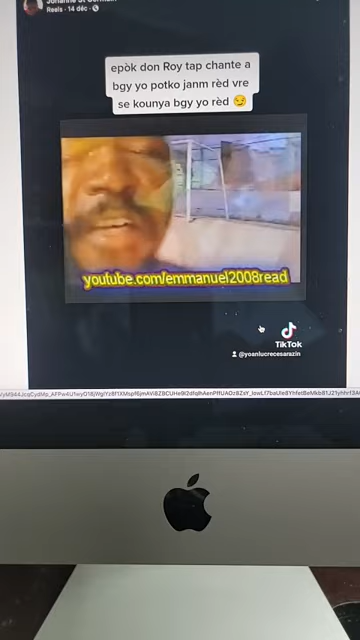 Reels · 14 déc ·
epòk don Roy tap chante a
bgy yo potko janm rèd vre
se kounya bgy yo rèd 😏
youtube.com/emmanuel2008read
TikTok
@yoanlucrecesarazin